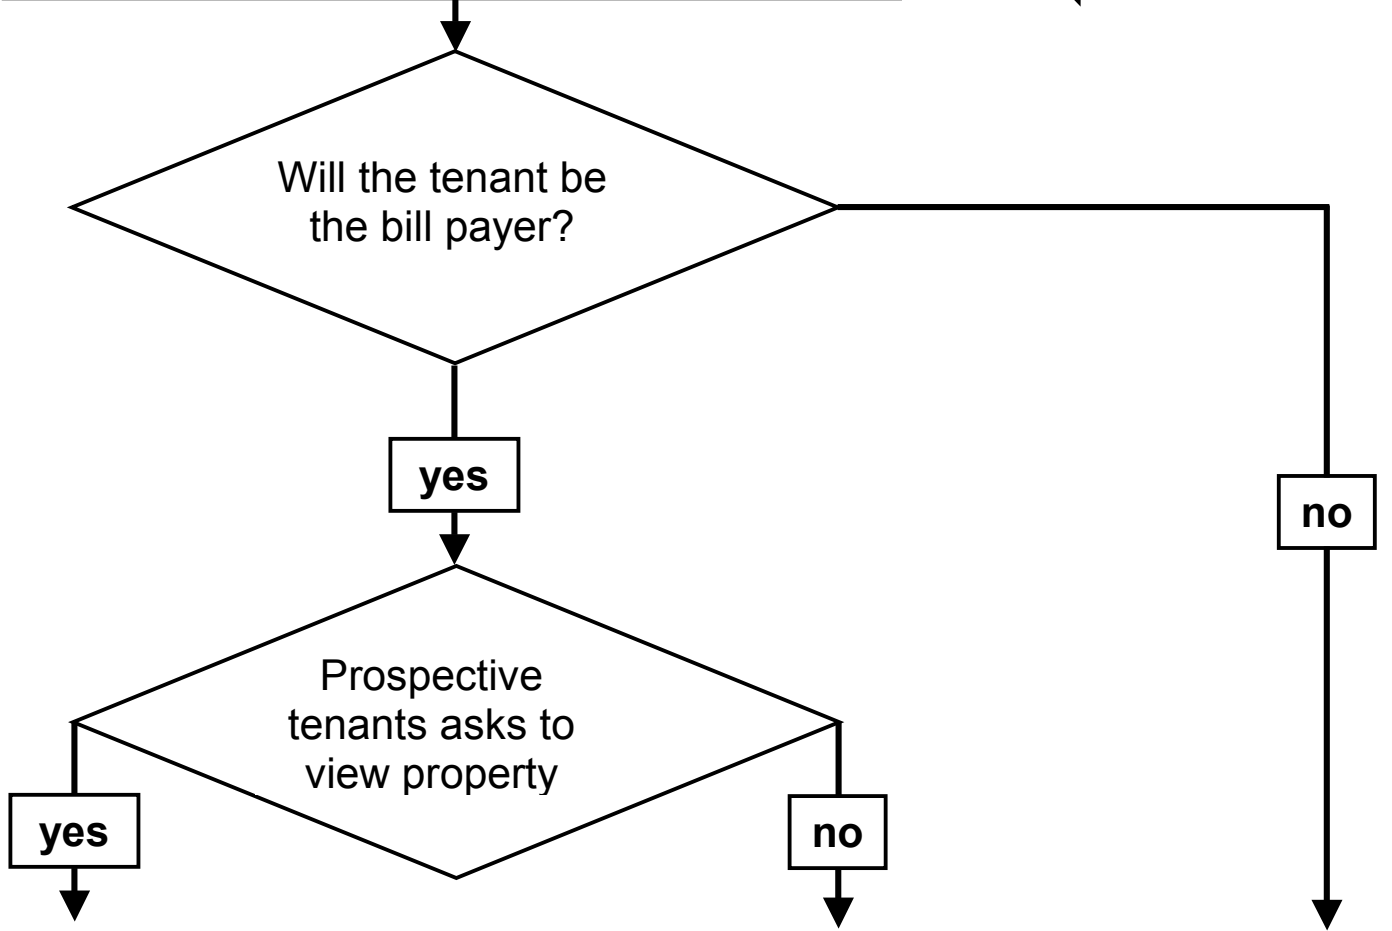 Will the tenant be
the bill payer?
yes
no
Prospective
tenants asks to
view property
yes
no